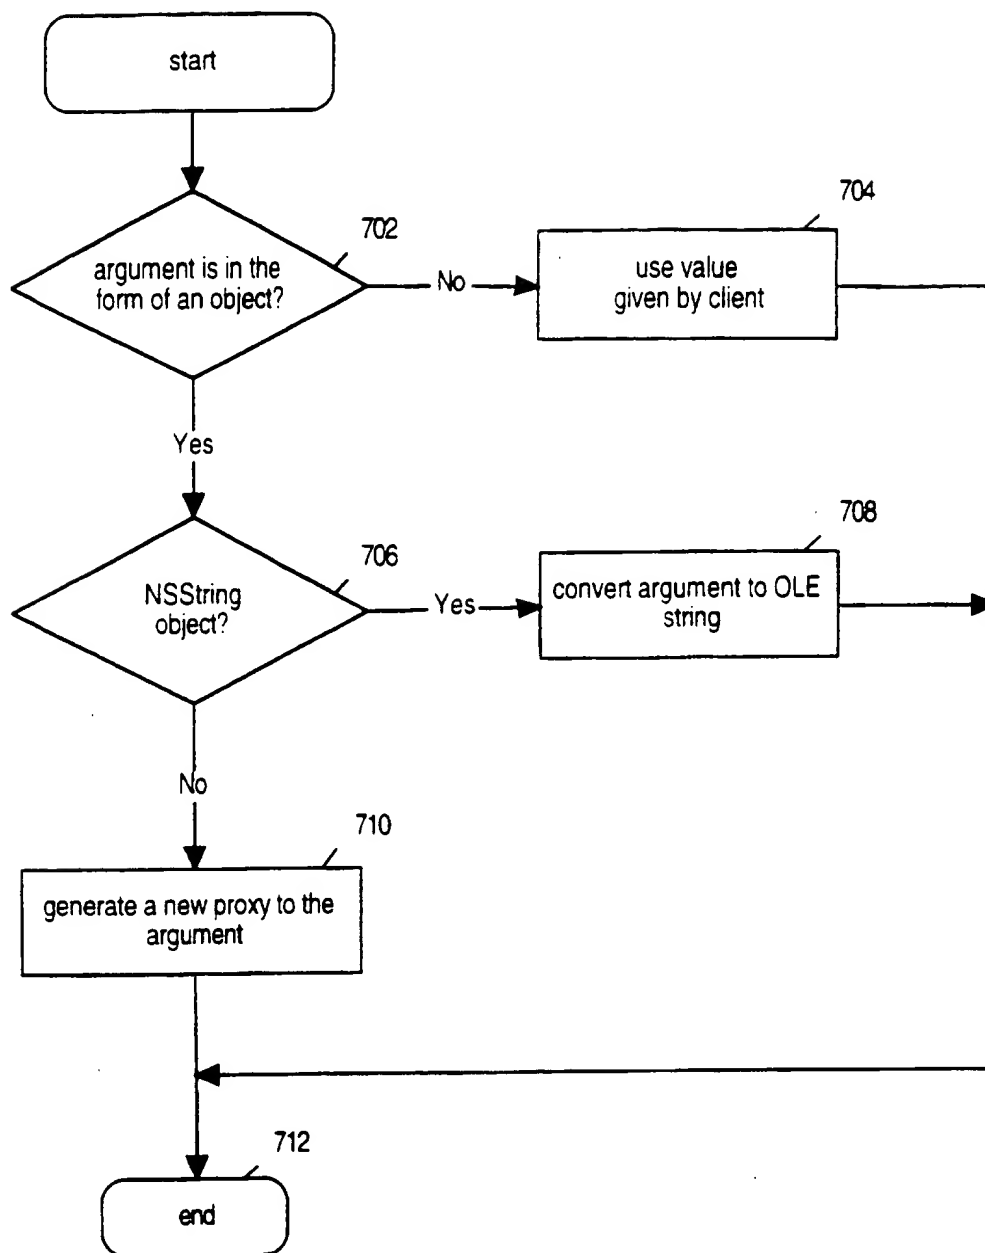 start
702
argument is in the
form of an object?
No
704
use value
given by client
Yes
706
NSString
object?
Yes
708
convert argument to OLE
string
No
710
generate a new proxy to the
argument
712
end